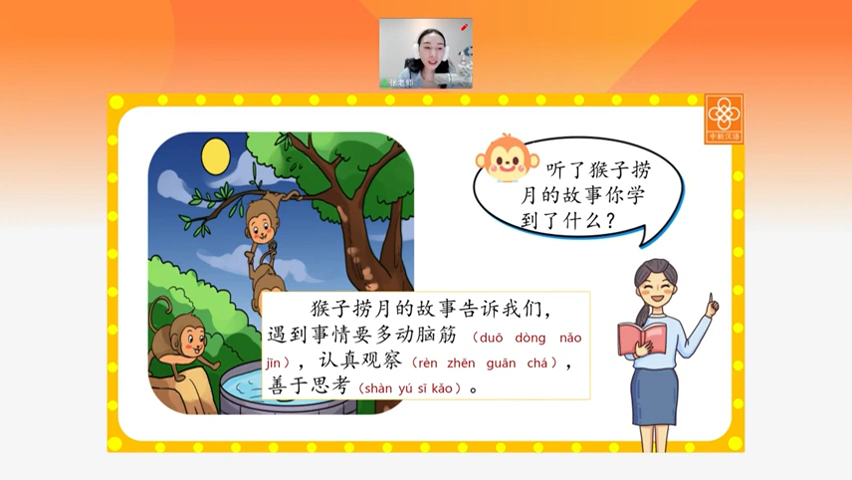 张老师
中新汉语
听了猴子捞
月的故事你学
到了什么？
猴子捞月的故事告诉我们，
遇到事情要多动脑筋（duō dòng nǎo
jīn），认真观察（rèn zhēn guān chá），
善于思考（shàn yú sī kǎo）。